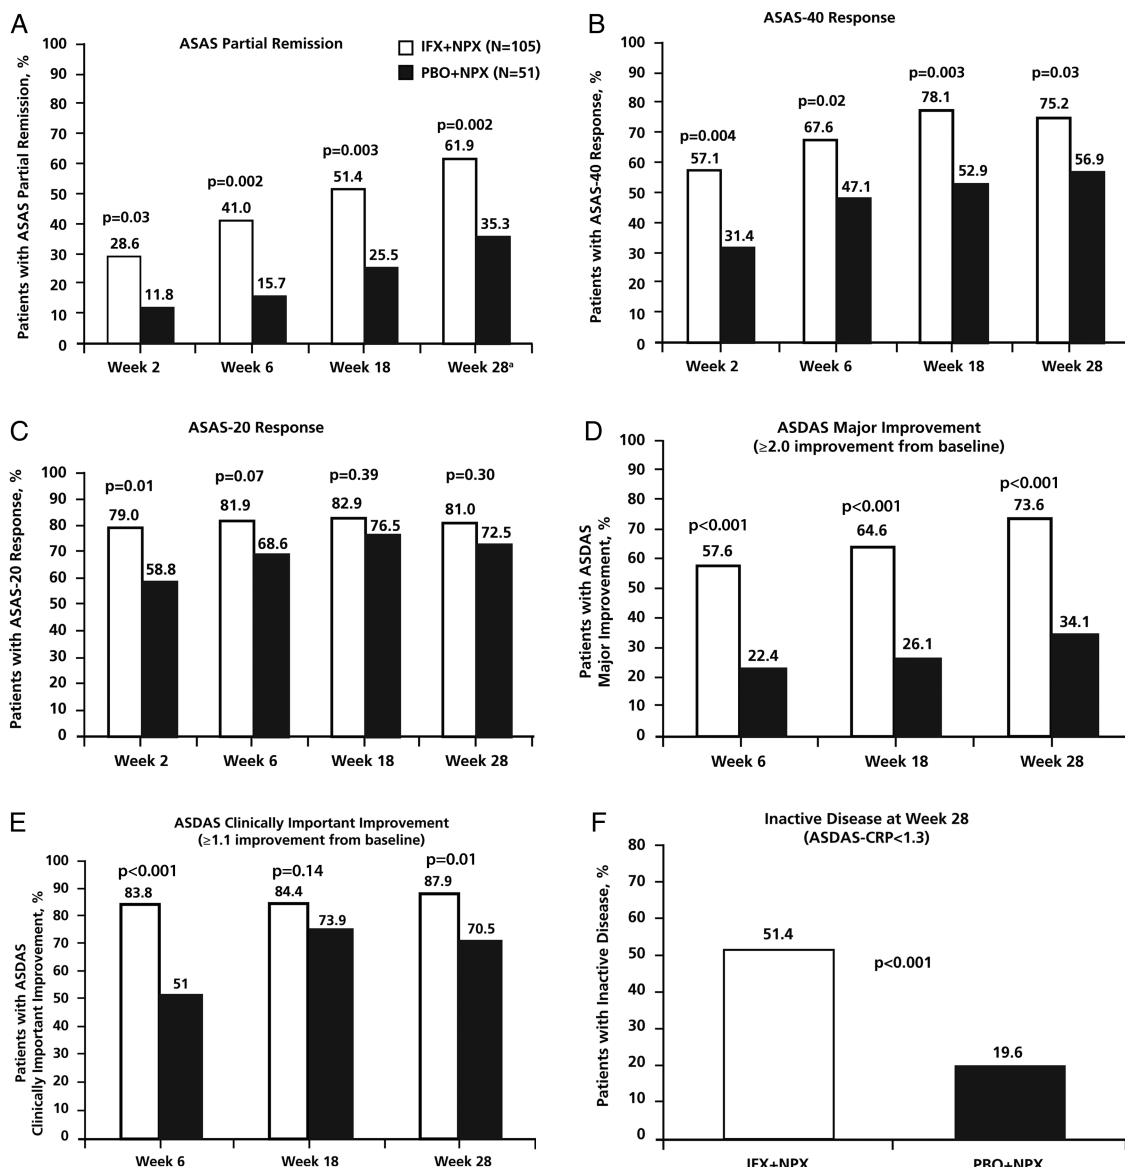 A
ASAS Partial Remission
IFX+NPX (N=105)
PBO+NPX (N=51)
Patients with ASAS Partial Remission, %
100
90
80
70
60
50
40
30
20
10
0
p=0.03
28.6
11.8
p=0.002
41.0
15.7
p=0.003
51.4
25.5
p=0.002
61.9
35.3
Week 2
Week 6
Week 18
Week 28ᵃ
B
ASAS-40 Response
Patients with ASAS-40 Response, %
100
90
80
70
60
50
40
30
20
10
0
p=0.004
57.1
31.4
p=0.02
67.6
47.1
p=0.003
78.1
52.9
p=0.03
75.2
56.9
Week 2
Week 6
Week 18
Week 28
C
ASAS-20 Response
Patients with ASAS-20 Response, %
100
90
80
70
60
50
40
30
20
10
0
p=0.01
79.0
58.8
p=0.07
81.9
68.6
p=0.39
82.9
76.5
p=0.30
81.0
72.5
Week 2
Week 6
Week 18
Week 28
D
ASDAS Major Improvement
(≥2.0 improvement from baseline)
Patients with ASDAS
Major Improvement, %
100
90
80
70
60
50
40
30
20
10
0
p<0.001
57.6
22.4
p<0.001
64.6
26.1
p<0.001
73.6
34.1
Week 6
Week 18
Week 28
E
ASDAS Clinically Important Improvement
(≥1.1 improvement from baseline)
Patients with ASDAS
Clinically Important Improvement, %
100
90
80
70
60
50
40
30
20
10
0
p<0.001
83.8
51
p=0.14
84.4
73.9
p=0.01
87.9
70.5
Week 6
Week 18
Week 28
F
Inactive Disease at Week 28
(ASDAS-CRP<1.3)
Patients with Inactive Disease, %
80
70
60
50
40
30
20
10
0
51.4
p<0.001
19.6
IFX+NPX
PBO+NPX